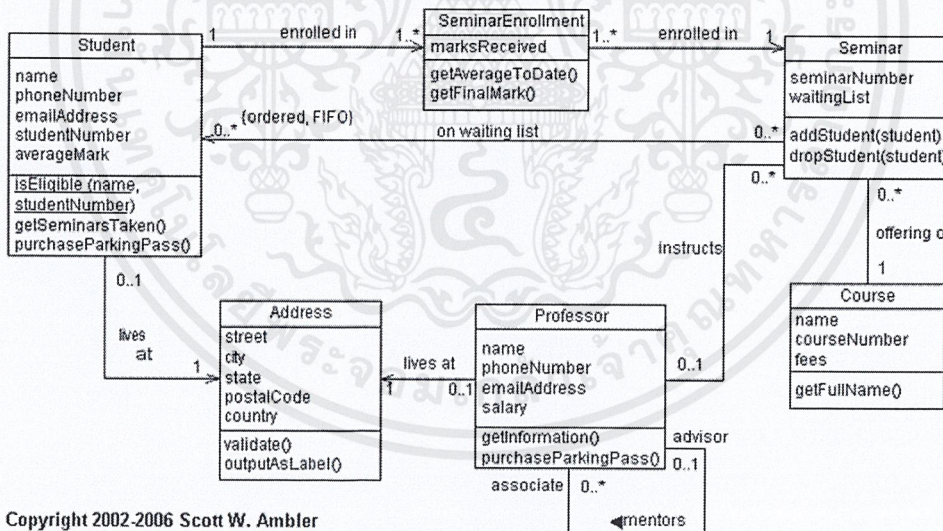 Student
name
phoneNumber
emailAddress
studentNumber
averageMark
isEligible (name,
studentNumber)
getSeminarsTaken()
purchaseParkingPass()
1
enrolled in
1..*
SeminarEnrollment
marksReceived
getAverageToDate()
getFinalMark()
1..*
enrolled in
1
Seminar
seminarNumber
waitingList
addStudent(student)
dropStudent(student)
{ordered, FIFO}
0..*
on waiting list
0..*
0..*
instructs
0..1
0..*
offering o
1
Course
name
courseNumber
fees
getFullName()
0..1
lives
at
1
Address
street
city
state
postalCode
country
validate()
outputAsLabel()
lives at
1
0..1
Professor
name
phoneNumber
emailAddress
salary
getInformation()
purchaseParkingPass()
advisor
0..1
associate
0..*
mentors
Copyright 2002-2006 Scott W. Ambler